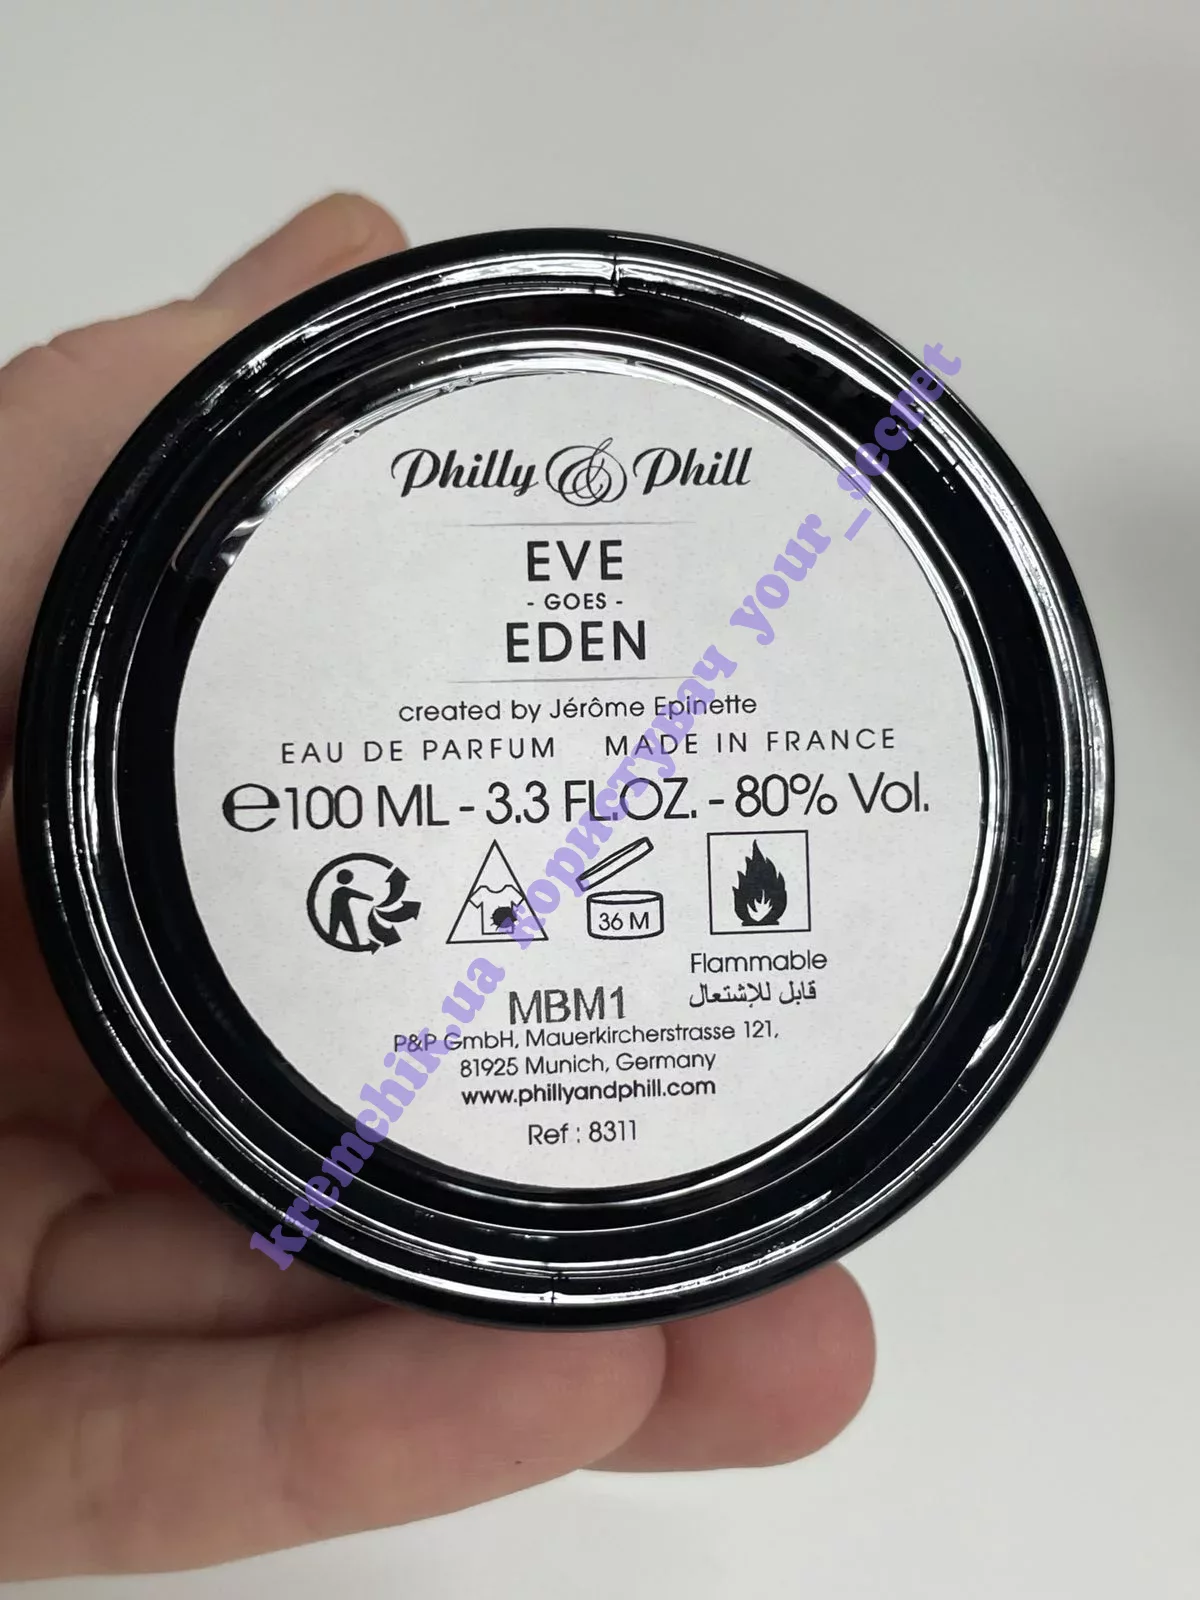 Philly & Phill
EVE
- GOES -
EDEN
created by Jérôme Epinette
EAU DE PARFUM MADE IN FRANCE
℮100 ML - 3.3 FL.OZ. - 80% Vol.
36 M
Flammable
قابل للإشتعال
MBM1
P&P GmbH, Mauerkircherstrasse 121,
81925 Munich, Germany
www.phillyandphill.com
Ref : 8311
kremchik.ua користувач your_secret